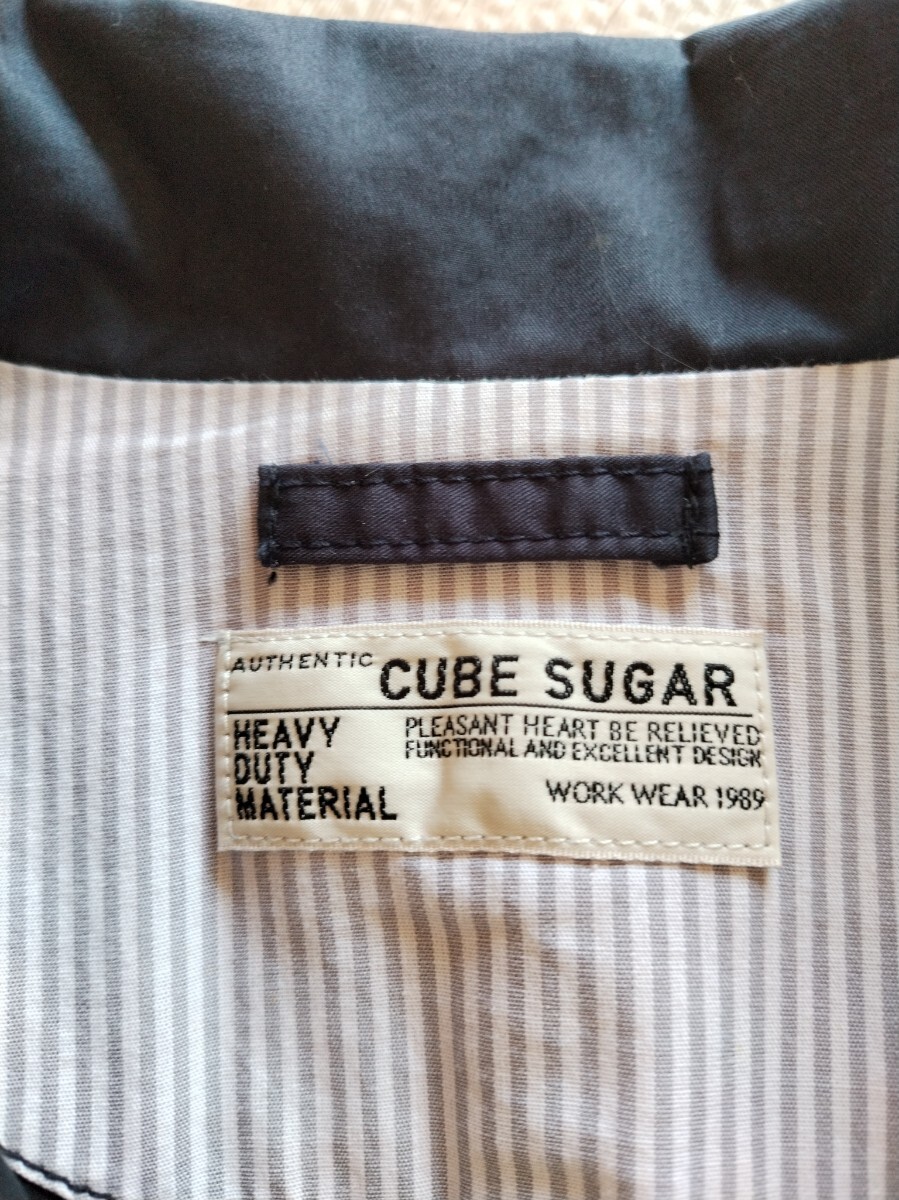 AUTHENTIC CUBE SUGAR
HEAVY
DUTY
MATERIAL
PLEASANT HEART BE RELIEVED
FUNCTIONAL AND EXCELLENT DESIGN
WORK WEAR 1989